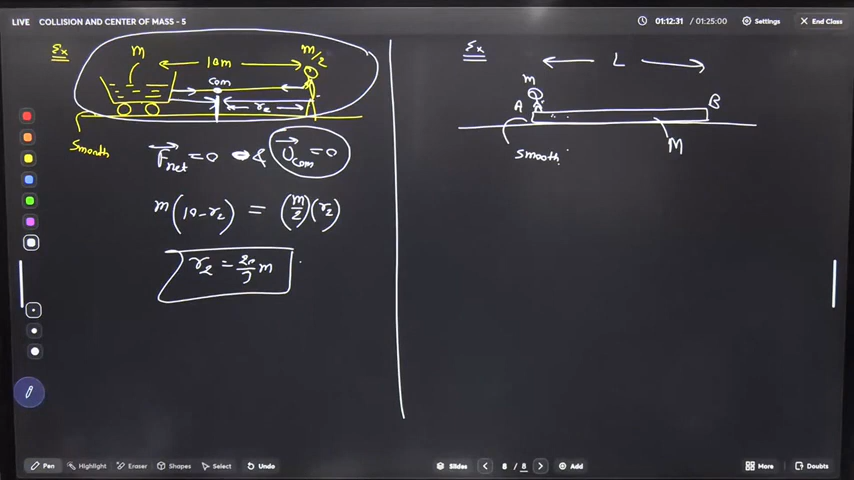 LIVE COLLISION AND CENTER OF MASS - 5
01:12:31 / 01:25:00 Settings End Class
Ex
m
10m
m/2
com
r₂
Smooth
F⃗net = 0 & U⃗com = 0
m(10-r₂) = (m/2)(r₂)
r₂ = 20/3 m
Ex
L
m
A
B
Smooth
M
Pen Highlight Eraser Shapes Select Undo
Slides 8 / 8 Add
More Doubts